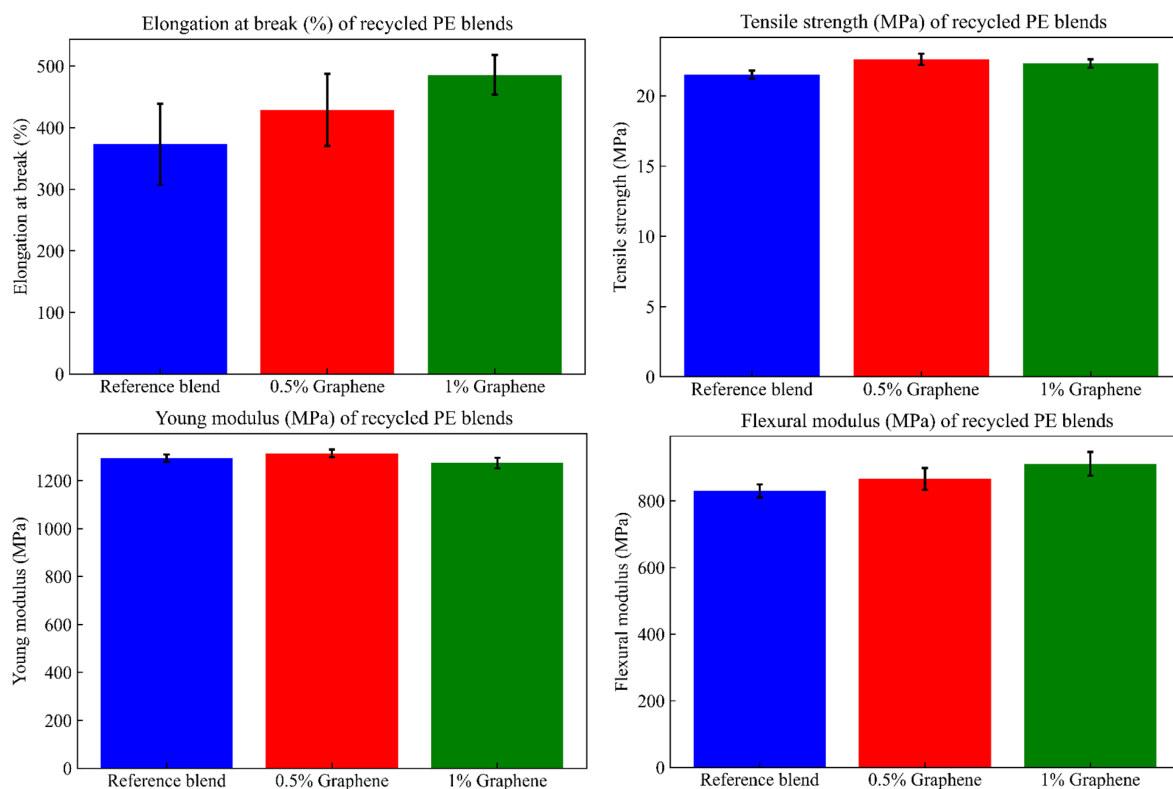 Elongation at break (%) of recycled PE blends
Elongation at break (%)
500
400
300
200
100
0
Reference blend
0.5% Graphene
1% Graphene
Tensile strength (MPa) of recycled PE blends
Tensile strength (MPa)
20
15
10
5
0
Reference blend
0.5% Graphene
1% Graphene
Young modulus (MPa) of recycled PE blends
Young modulus (MPa)
1200
1000
800
600
400
200
0
Reference blend
0.5% Graphene
1% Graphene
Flexural modulus (MPa) of recycled PE blends
Flexural modulus (MPa)
800
600
400
200
0
Reference blend
0.5% Graphene
1% Graphene